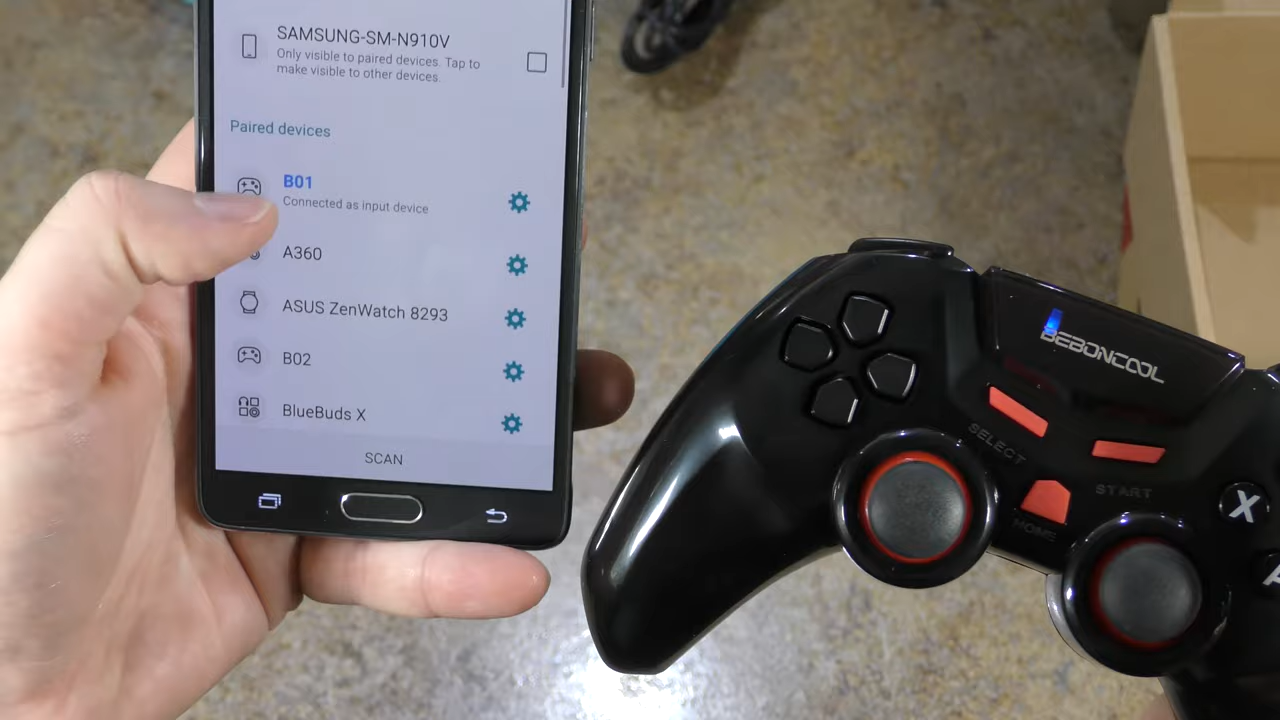 SAMSUNG-SM-N910V
Only visible to paired devices. Tap to
make visible to other devices.
Paired devices
B01
Connected as input device
A360
ASUS ZenWatch 8293
B02
BlueBuds X
SCAN
BEBONCOOL
SELECT
START
HOME
X